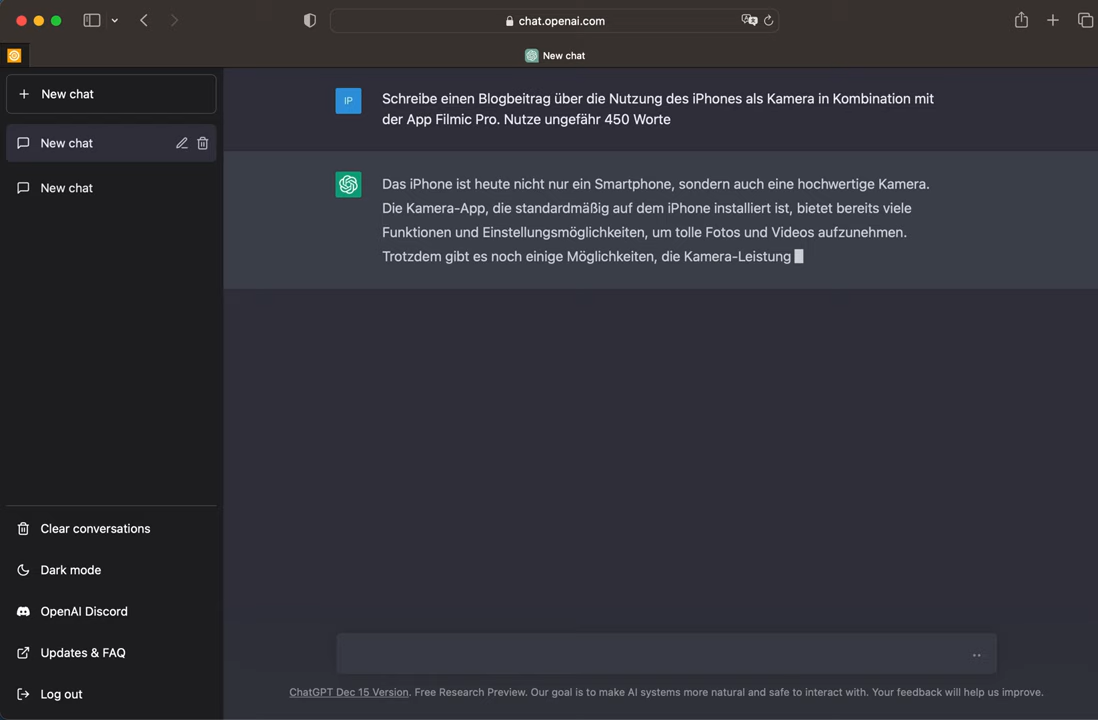 chat.openai.com
New chat
New chat
New chat
New chat
Clear conversations
Dark mode
OpenAI Discord
Updates & FAQ
Log out
IP
Schreibe einen Blogbeitrag über die Nutzung des iPhones als Kamera in Kombination mit
der App Filmic Pro. Nutze ungefähr 450 Worte
Das iPhone ist heute nicht nur ein Smartphone, sondern auch eine hochwertige Kamera.
Die Kamera-App, die standardmäßig auf dem iPhone installiert ist, bietet bereits viele
Funktionen und Einstellungsmöglichkeiten, um tolle Fotos und Videos aufzunehmen.
Trotzdem gibt es noch einige Möglichkeiten, die Kamera-Leistung
ChatGPT Dec 15 Version. Free Research Preview. Our goal is to make AI systems more natural and safe to interact with. Your feedback will help us improve.